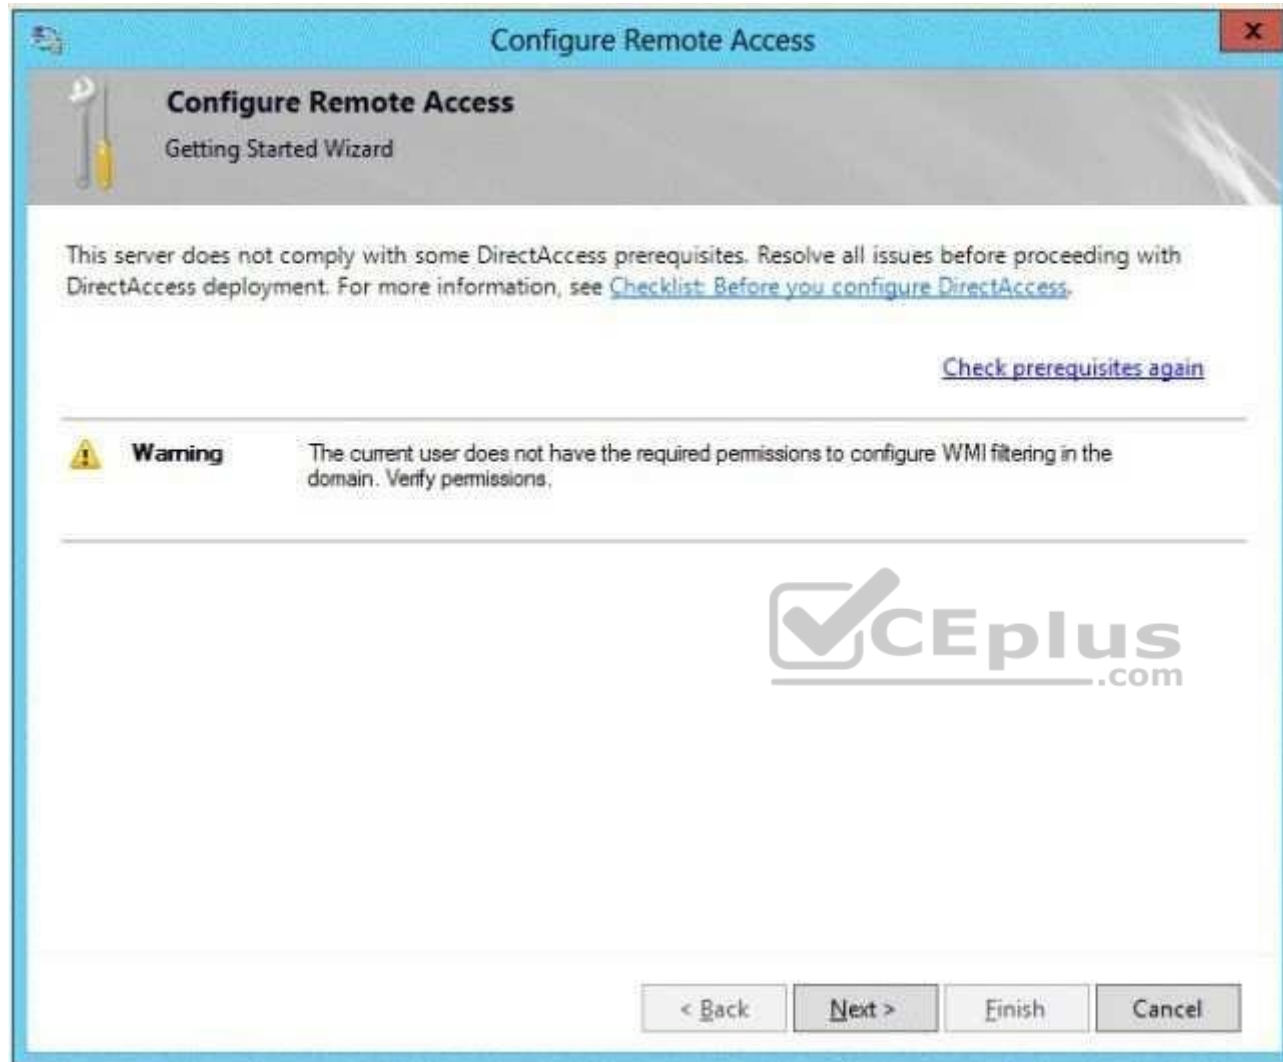 Configure Remote Access
Configure Remote Access
Getting Started Wizard
This server does not comply with some DirectAccess prerequisites. Resolve all issues before proceeding with
DirectAccess deployment. For more information, see Checklist: Before you configure DirectAccess.
Check prerequisites again
Warning The current user does not have the required permissions to configure WMI filtering in the
domain. Verify permissions.
CEplus
.com
< Back Next > Finish Cancel